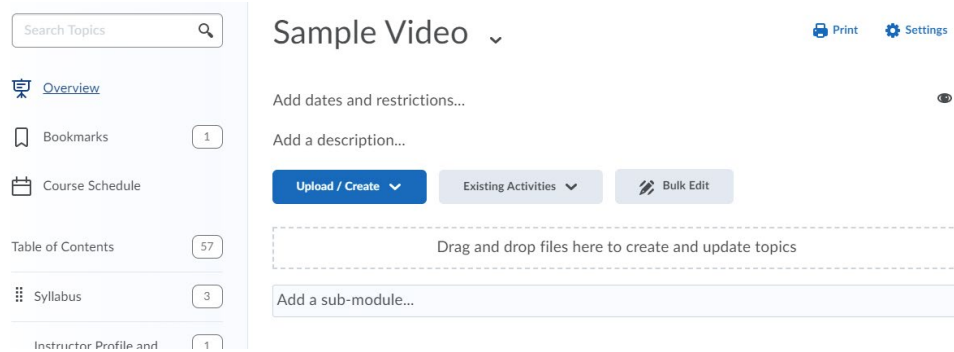 Search Topics
Overview
Bookmarks
1
Course Schedule
Table of Contents
57
Syllabus
3
Instructor Profile and
1
Sample Video
Print
Settings
Add dates and restrictions...
Add a description...
Upload / Create
Existing Activities
Bulk Edit
Drag and drop files here to create and update topics
Add a sub-module...